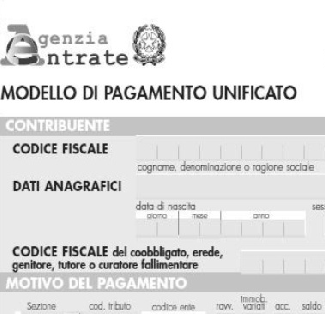 Agenzia
Entrate
MODELLO DI PAGAMENTO UNIFICATO
CONTRIBUENTE
CODICE FISCALE
cognome, denominazione o ragione sociale
DATI ANAGRAFICI
data di nascita
giorno mese anno
CODICE FISCALE del coobbligato, erede,
genitore, tutore o curatore fallimentare
MOTIVO DEL PAGAMENTO
Sezione cod. tributo codice ente ravv. Immob. variati acc. saldo